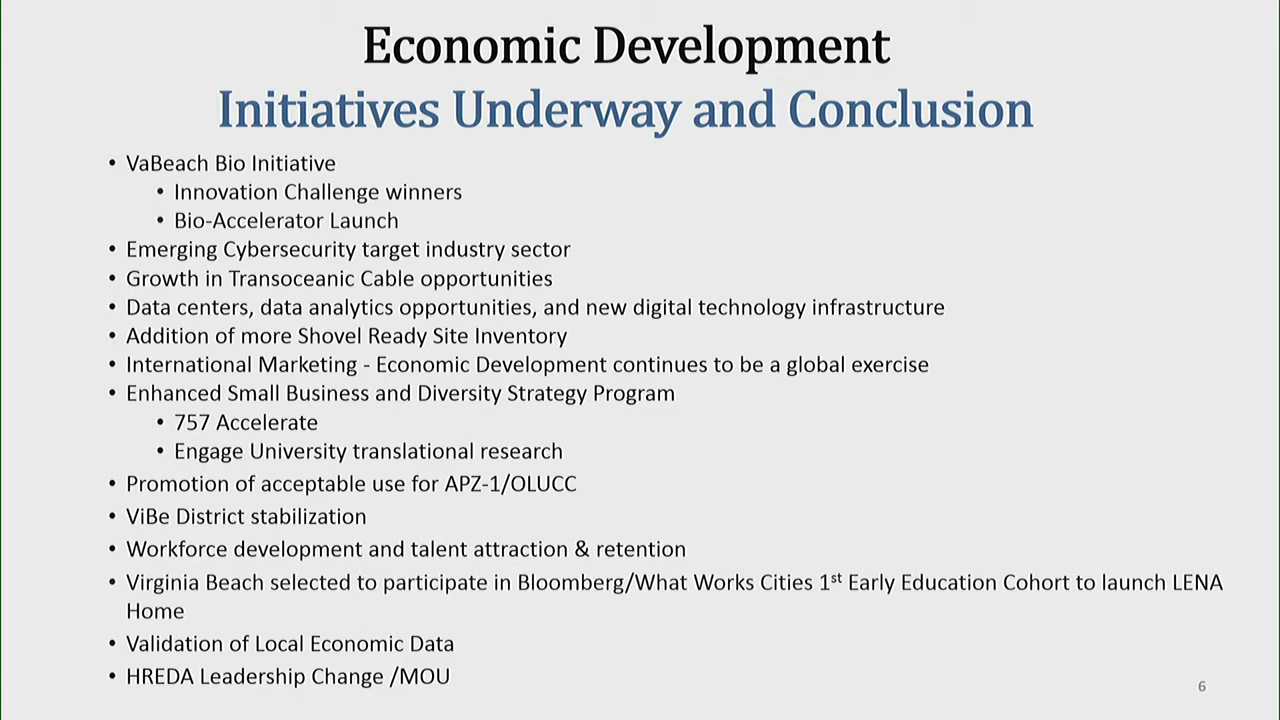 Economic Development
Initiatives Underway and Conclusion
• VaBeach Bio Initiative
• Innovation Challenge winners
• Bio-Accelerator Launch
• Emerging Cybersecurity target industry sector
• Growth in Transoceanic Cable opportunities
• Data centers, data analytics opportunities, and new digital technology infrastructure
• Addition of more Shovel Ready Site Inventory
• International Marketing - Economic Development continues to be a global exercise
• Enhanced Small Business and Diversity Strategy Program
• 757 Accelerate
• Engage University translational research
• Promotion of acceptable use for APZ-1/OLUCC
• ViBe District stabilization
• Workforce development and talent attraction & retention
• Virginia Beach selected to participate in Bloomberg/What Works Cities 1st Early Education Cohort to launch LENA
Home
• Validation of Local Economic Data
• HREDA Leadership Change /MOU
6